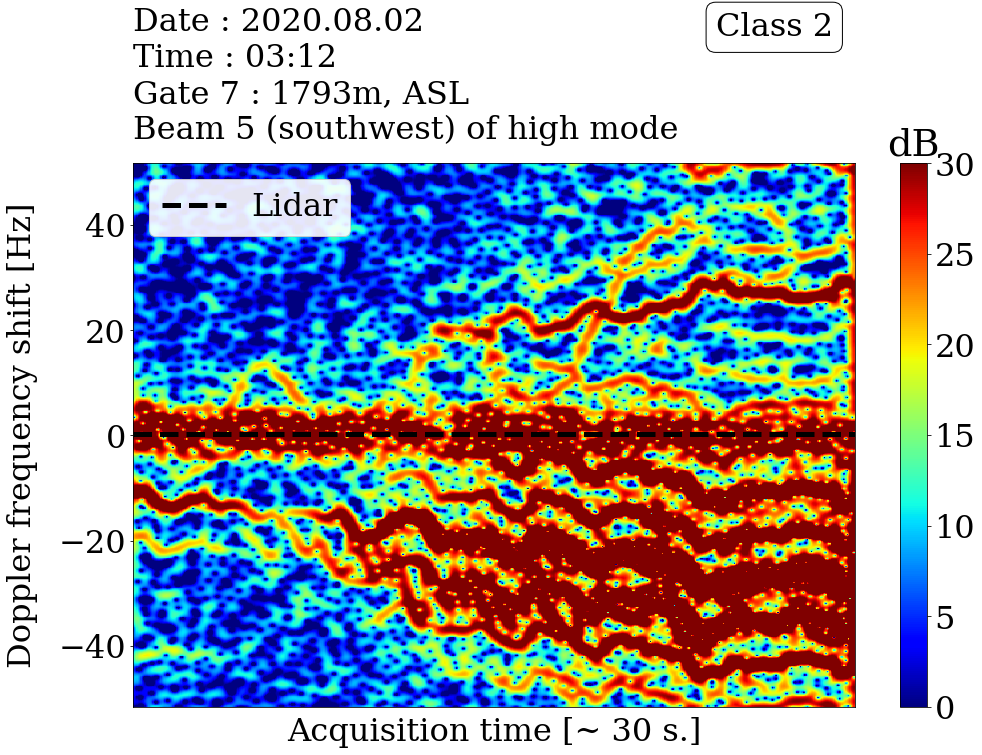 Date : 2020.08.02
Time : 03:12
Gate 7 : 1793m, ASL
Beam 5 (southwest) of high mode
Class 2
dB
Lidar
Doppler frequency shift [Hz]
40
20
0
−20
−40
30
25
20
15
10
5
0
Acquisition time [~ 30 s.]